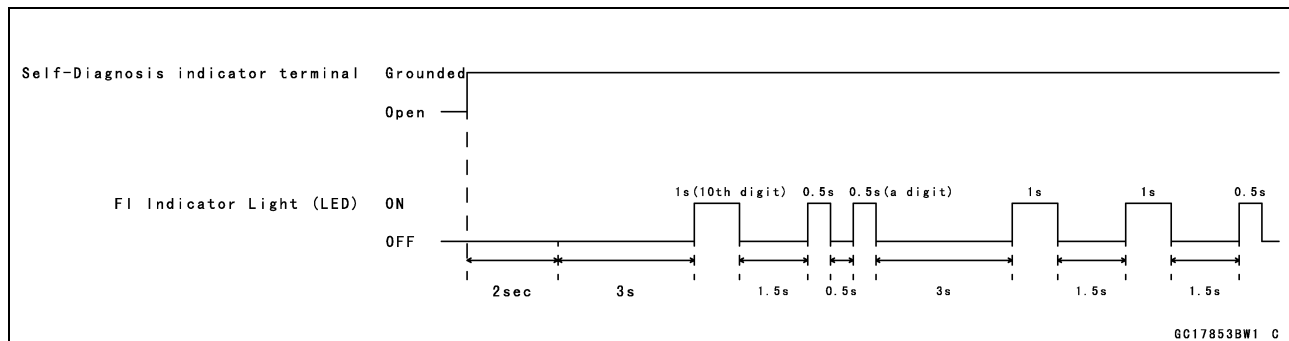 Self-Diagnosis indicator terminal Grounded
Open
1s(10th digit) 0.5s 0.5s(a digit) 1s 1s 0.5s
FI Indicator Light (LED) ON
OFF
2sec 3s 1.5s 0.5s 3s 1.5s 1.5s
GC17853BW1 C